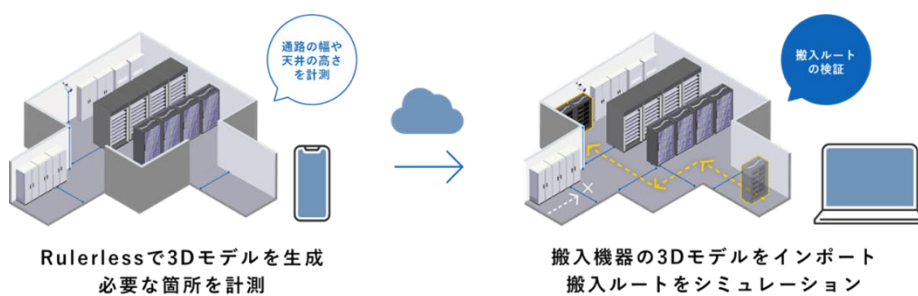 通路の幅や
天井の高さ
を計測
搬入ルート
の検証
Rulerlessで3Dモデルを生成
必要な箇所を計測
搬入機器の3Dモデルをインポート
搬入ルートをシミュレーション